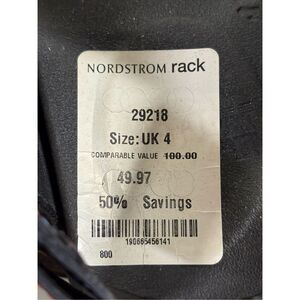 NORDSTROM rack
29218
Size: UK 4
COMPARABLE VALUE 100.00
49.97
50% Savings
190665456141
800